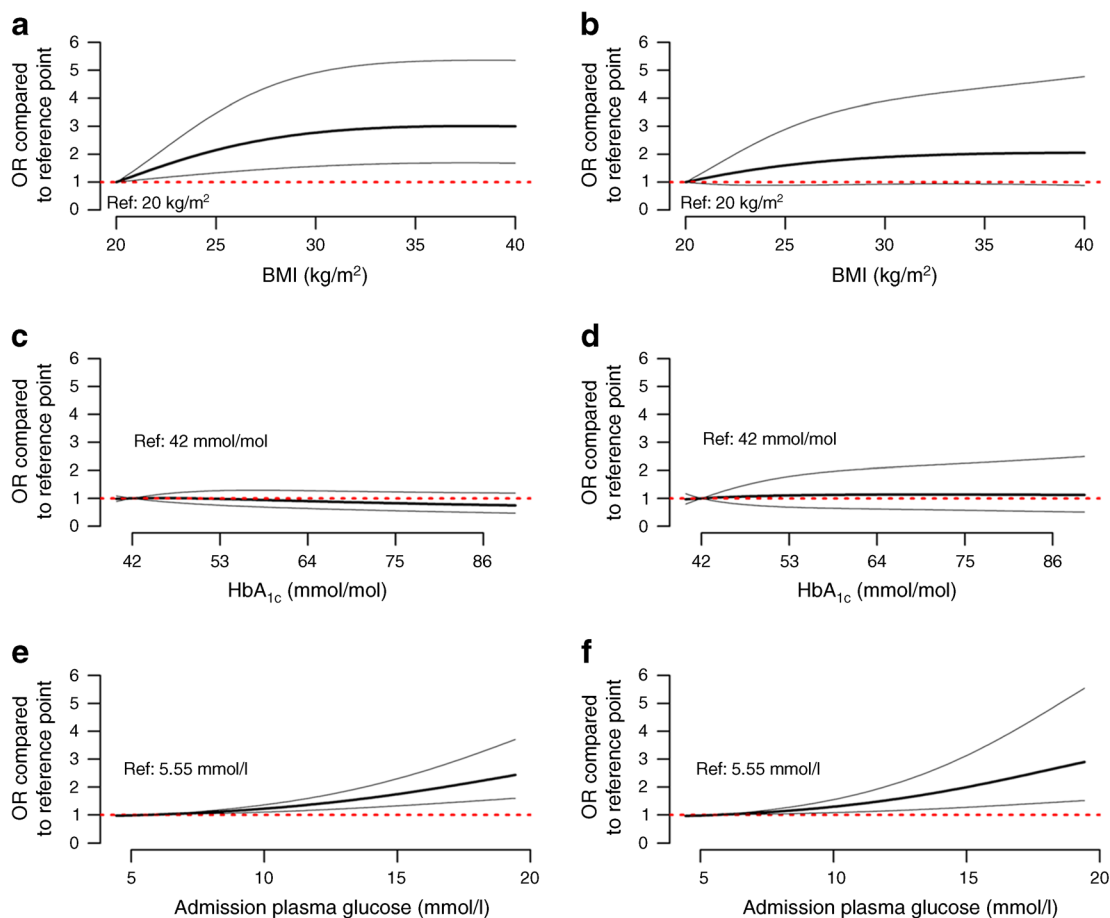 a
OR compared
to reference point
6
5
4
3
2
1
0
Ref: 20 kg/m²
20 25 30 35 40
BMI (kg/m²)
b
OR compared
to reference point
6
5
4
3
2
1
0
Ref: 20 kg/m²
20 25 30 35 40
BMI (kg/m²)
c
OR compared
to reference point
6
5
4
3
2
1
0
Ref: 42 mmol/mol
42 53 64 75 86
HbA1c (mmol/mol)
d
OR compared
to reference point
6
5
4
3
2
1
0
Ref: 42 mmol/mol
42 53 64 75 86
HbA1c (mmol/mol)
e
OR compared
to reference point
6
5
4
3
2
1
0
Ref: 5.55 mmol/l
5 10 15 20
Admission plasma glucose (mmol/l)
f
OR compared
to reference point
6
5
4
3
2
1
0
Ref: 5.55 mmol/l
5 10 15 20
Admission plasma glucose (mmol/l)